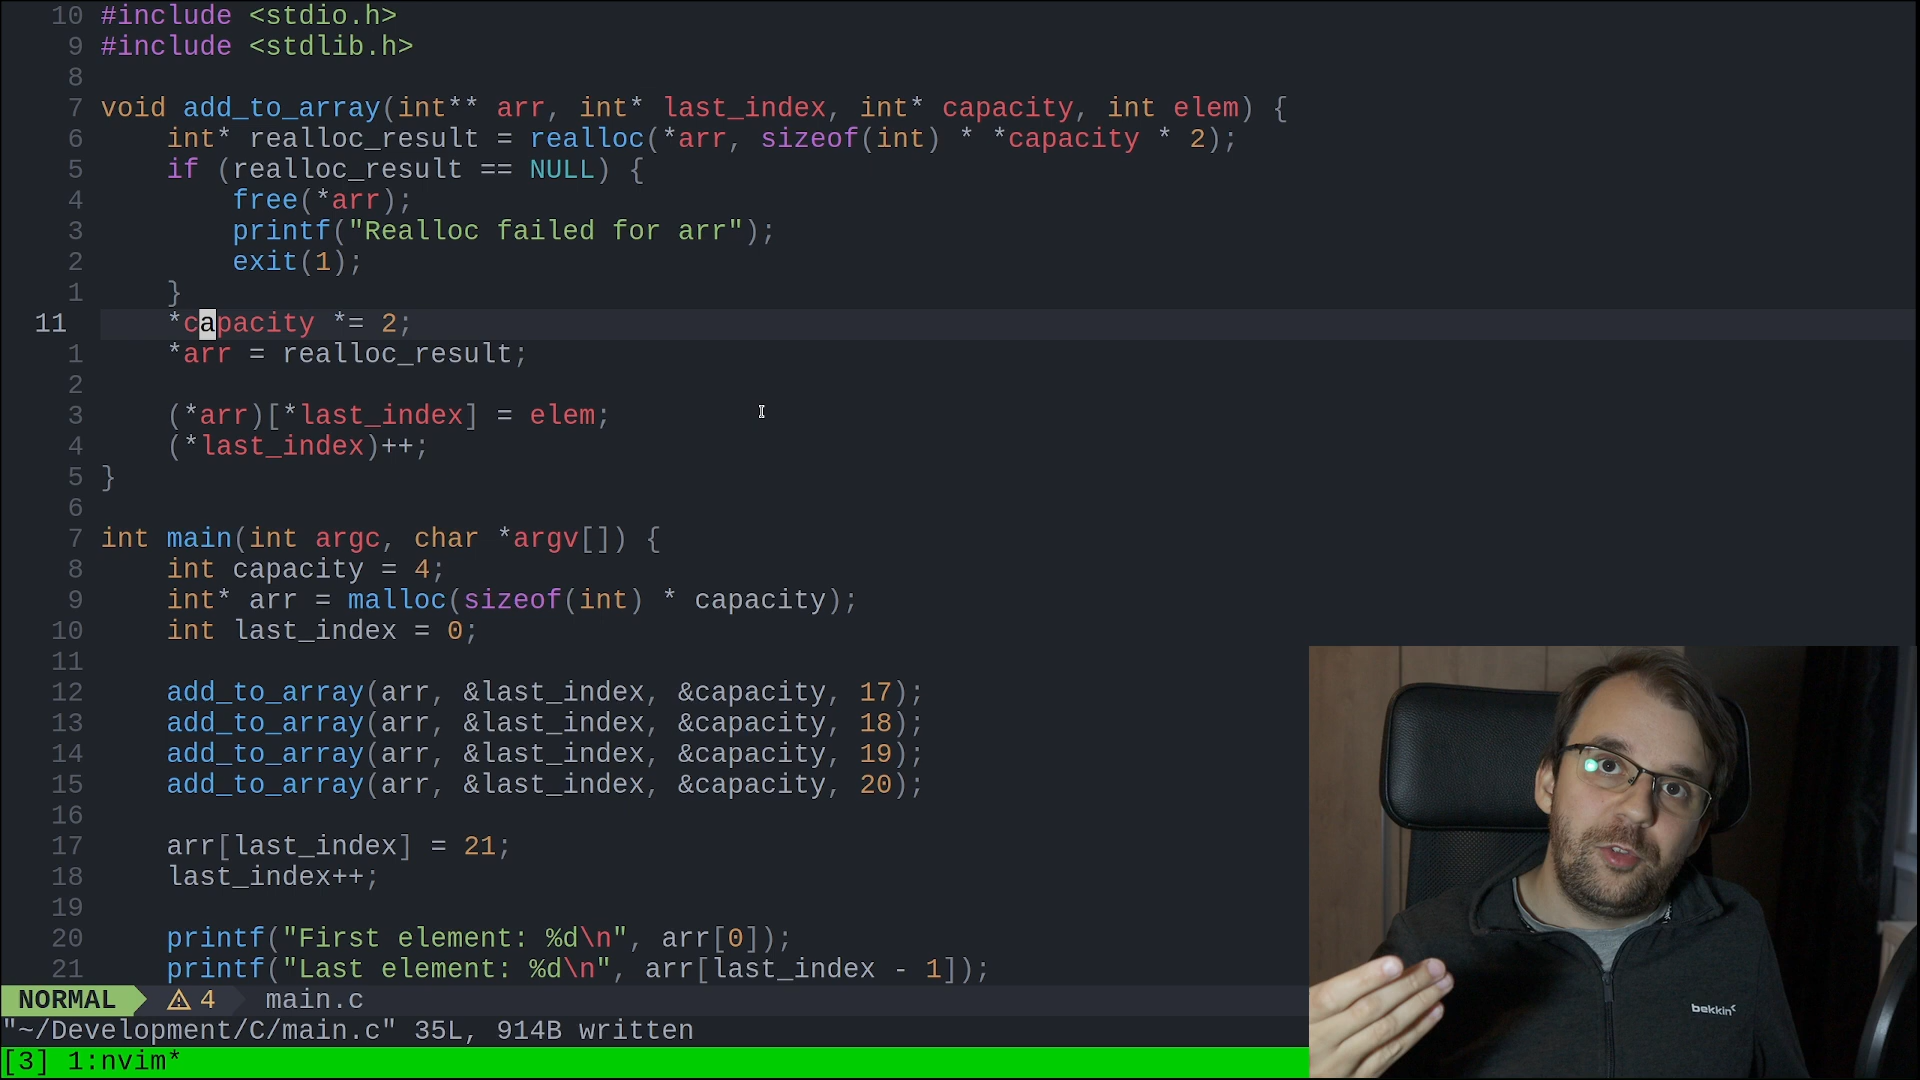 10 #include <stdio.h>
9 #include <stdlib.h>
8
7 void add_to_array(int** arr, int* last_index, int* capacity, int elem) {
6     int* realloc_result = realloc(*arr, sizeof(int) * *capacity * 2);
5     if (realloc_result == NULL) {
4         free(*arr);
3         printf("Realloc failed for arr");
2         exit(1);
1     }
11     *capacity *= 2;
1     *arr = realloc_result;
2
3     (*arr)[*last_index] = elem;
4     (*last_index)++;
5 }
6
7 int main(int argc, char *argv[]) {
8     int capacity = 4;
9     int* arr = malloc(sizeof(int) * capacity);
10     int last_index = 0;
11
12     add_to_array(arr, &last_index, &capacity, 17);
13     add_to_array(arr, &last_index, &capacity, 18);
14     add_to_array(arr, &last_index, &capacity, 19);
15     add_to_array(arr, &last_index, &capacity, 20);
16
17     arr[last_index] = 21;
18     last_index++;
19
20     printf("First element: %d\n", arr[0]);
21     printf("Last element: %d\n", arr[last_index - 1]);
NORMAL ⚠ 4 main.c
"~/Development/C/main.c" 35L, 914B written
[3] 1:nvim*
bekkin